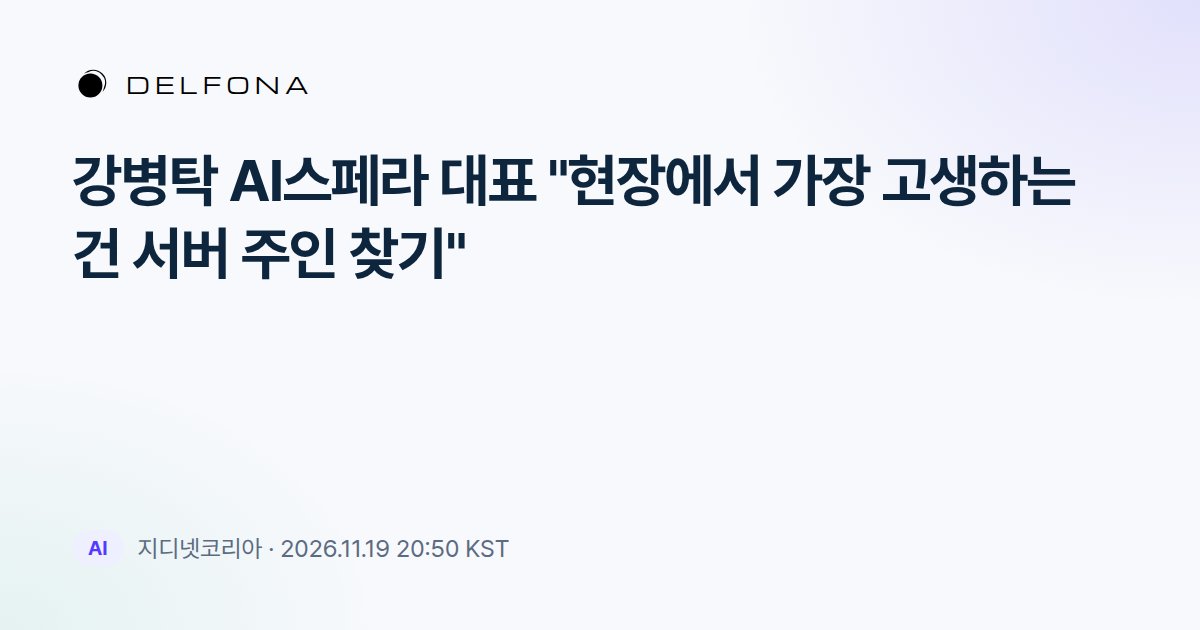 DELFONA
강병탁 AI스페라 대표 "현장에서 가장 고생하는
건 서버 주인 찾기"
AI 지디넷코리아 · 2026.11.19 20:50 KST